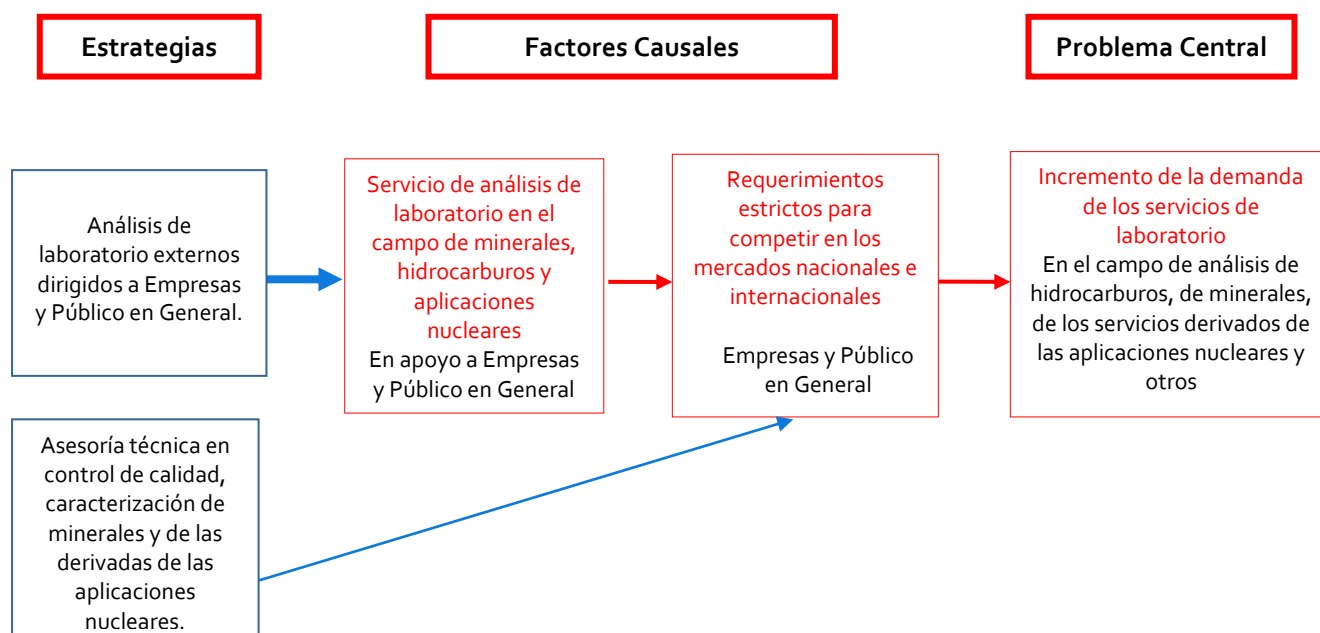 Estrategias
Factores Causales
Problema Central
Análisis de
laboratorio externos
dirigidos a Empresas
y Público en General.
Servicio de análisis de
laboratorio en el
campo de minerales,
hidrocarburos y
aplicaciones
nucleares
En apoyo a Empresas
y Público en General
Requerimientos
estrictos para
competir en los
mercados nacionales e
internacionales
Empresas y Público
en General
Incremento de la demanda
de los servicios de
laboratorio
En el campo de análisis de
hidrocarburos, de minerales,
de los servicios derivados de
las aplicaciones nucleares y
otros
Asesoría técnica en
control de calidad,
caracterización de
minerales y de las
derivadas de las
aplicaciones
nucleares.